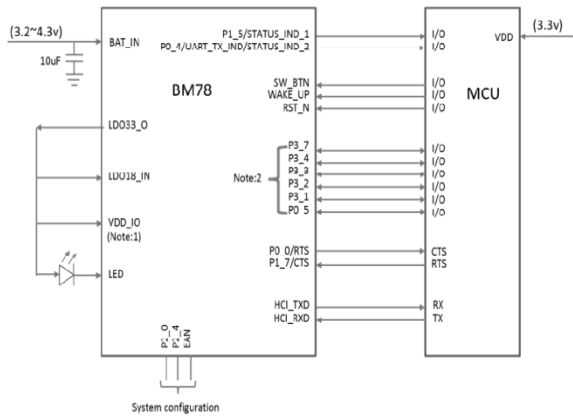 (3.2~4.3v)
BAT_IN
10uF
P1_5/STATUS_IND_1
P0_4/UART_TX_IND/STATUS_IND_2
BM78
SW_BTN
WAKE_UP
RST_N
LDO33_O
LDO18_IN
VDD_IO
(Note:1)
LED
Note:2
P3_7
P3_4
P3_3
P3_2
P3_1
P0_5
P0_0/RTS
P1_7/CTS
HCI_TXD
HCI_RXD
P2_0
P2_4
EAN
System configuration
I/O
I/O
VDD
(3.3v)
MCU
I/O
I/O
I/O
I/O
I/O
I/O
I/O
I/O
I/O
CTS
RTS
RX
TX